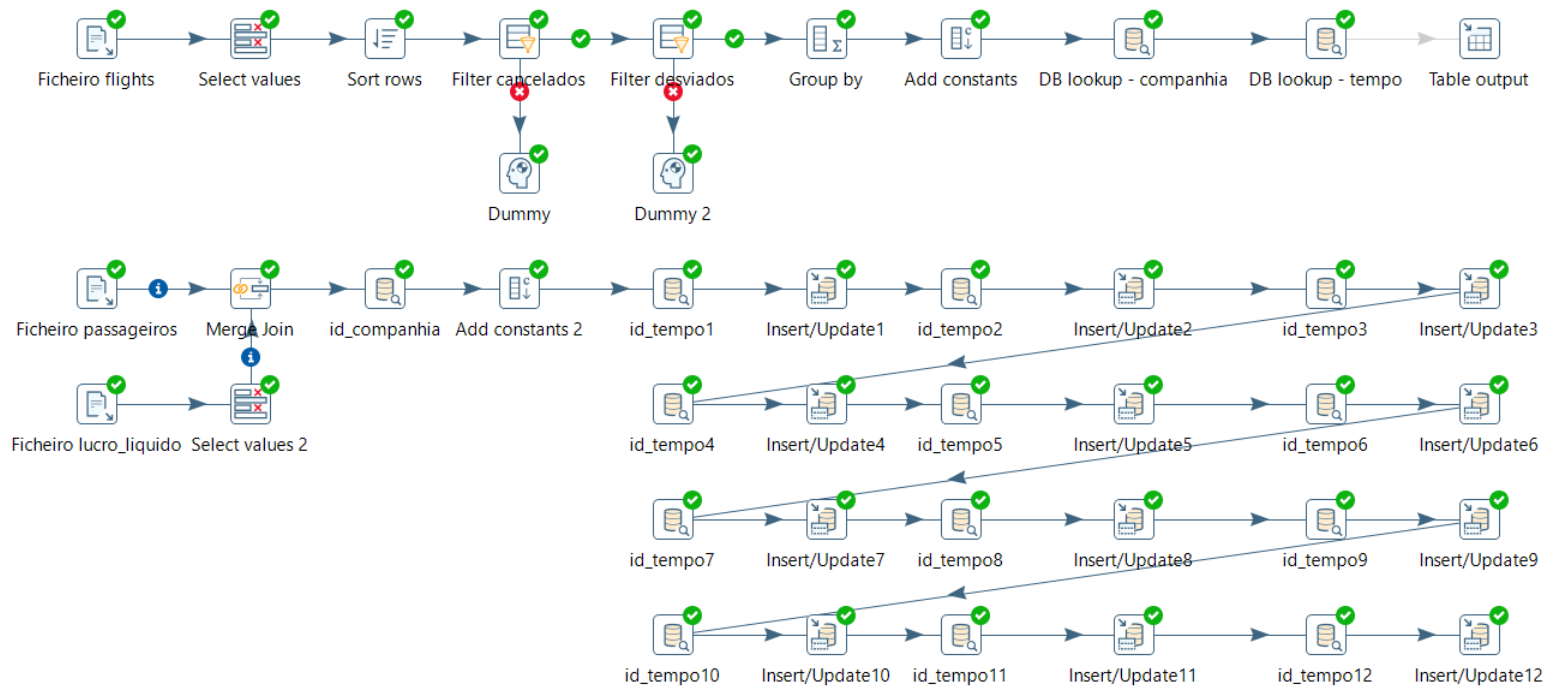 Ficheiro flights
Select values
Sort rows
Filter cancelados
Filter desviados
Group by
Add constants
DB lookup - companhia
DB lookup - tempo
Table output
Dummy
Dummy 2
Ficheiro passageiros
Merge Join
id_companhia
Add constants 2
id_tempo1
Insert/Update1
id_tempo2
Insert/Update2
id_tempo3
Insert/Update3
Ficheiro lucro_liquido
Select values 2
id_tempo4
Insert/Update4
id_tempo5
Insert/Update5
id_tempo6
Insert/Update6
id_tempo7
Insert/Update7
id_tempo8
Insert/Update8
id_tempo9
Insert/Update9
id_tempo10
Insert/Update10
id_tempo11
Insert/Update11
id_tempo12
Insert/Update12